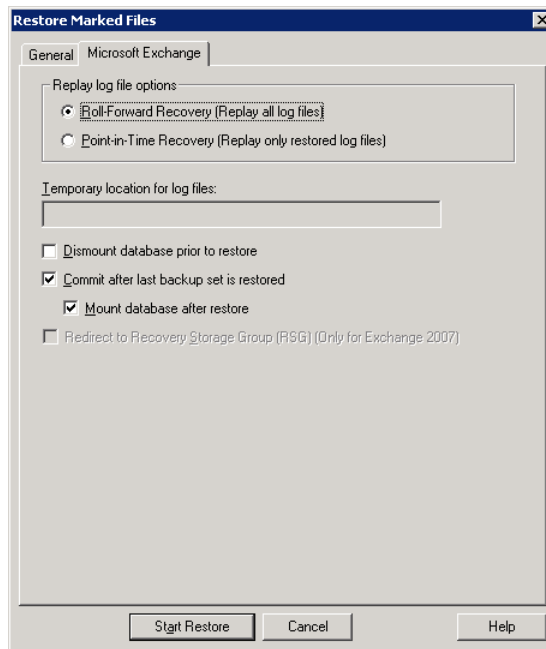 Restore Marked Files
General
Microsoft Exchange
Replay log file options
Roll-Forward Recovery (Replay all log files)
Point-in-Time Recovery (Replay only restored log files)
Temporary location for log files:
Dismount database prior to restore
Commit after last backup set is restored
Mount database after restore
Redirect to Recovery Storage Group (RSG) (Only for Exchange 2007)
Start Restore
Cancel
Help